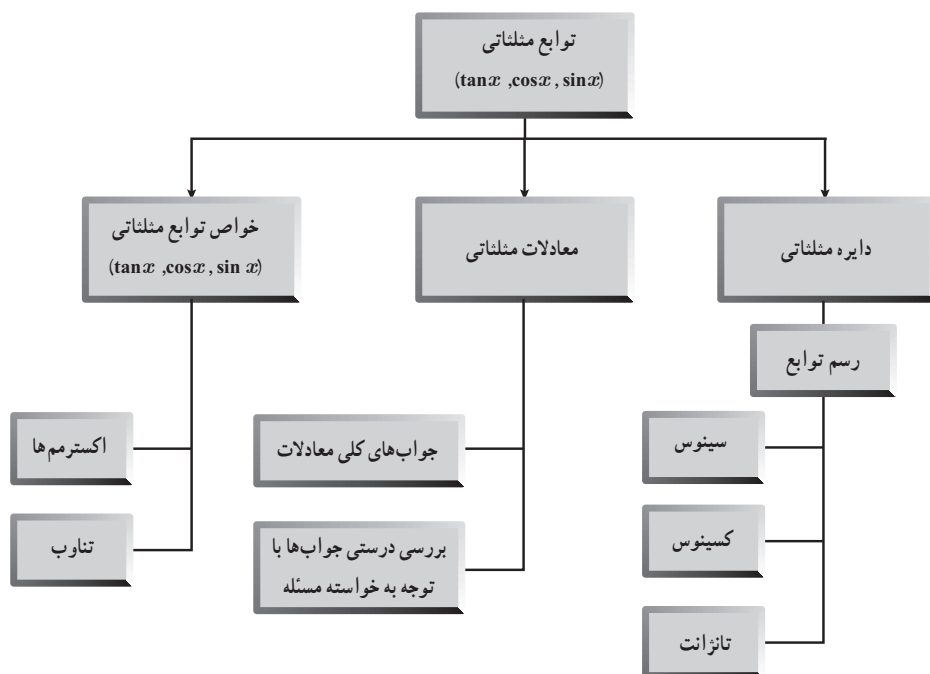 توابع مثلثاتی
(tanx ,cosx , sinx)
دایره مثلثاتی
معادلات مثلثاتی
خواص توابع مثلثاتی
(tanx ,cosx , sin x)
رسم توابع
سینوس
کسینوس
تانژانت
جواب‌های کلی معادلات
بررسی درستی جواب‌ها با
توجه به خواسته مسئله
اکسترمم‌ها
تناوب